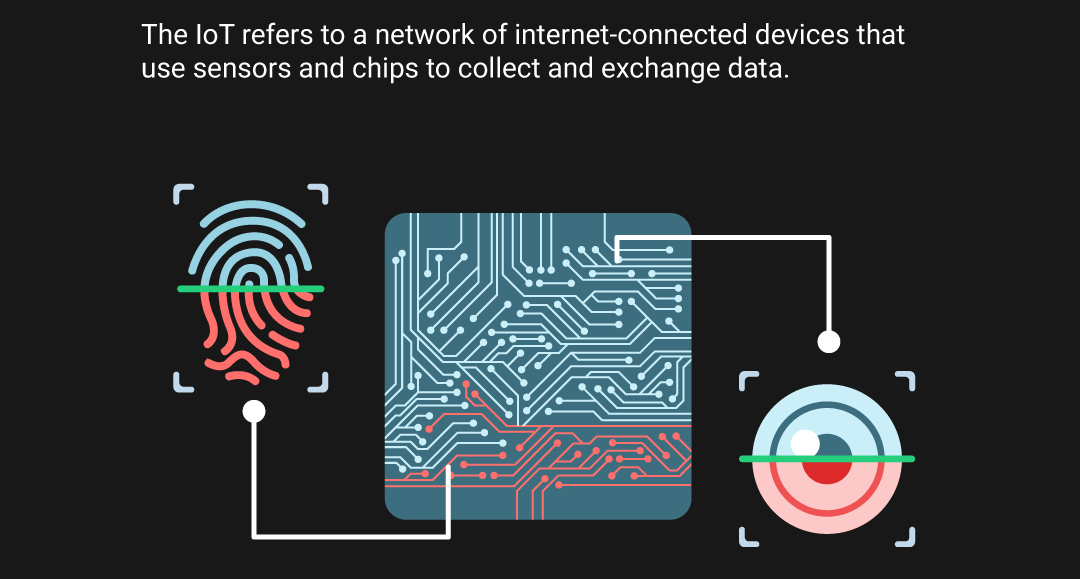 The IoT refers to a network of internet-connected devices that
use sensors and chips to collect and exchange data.